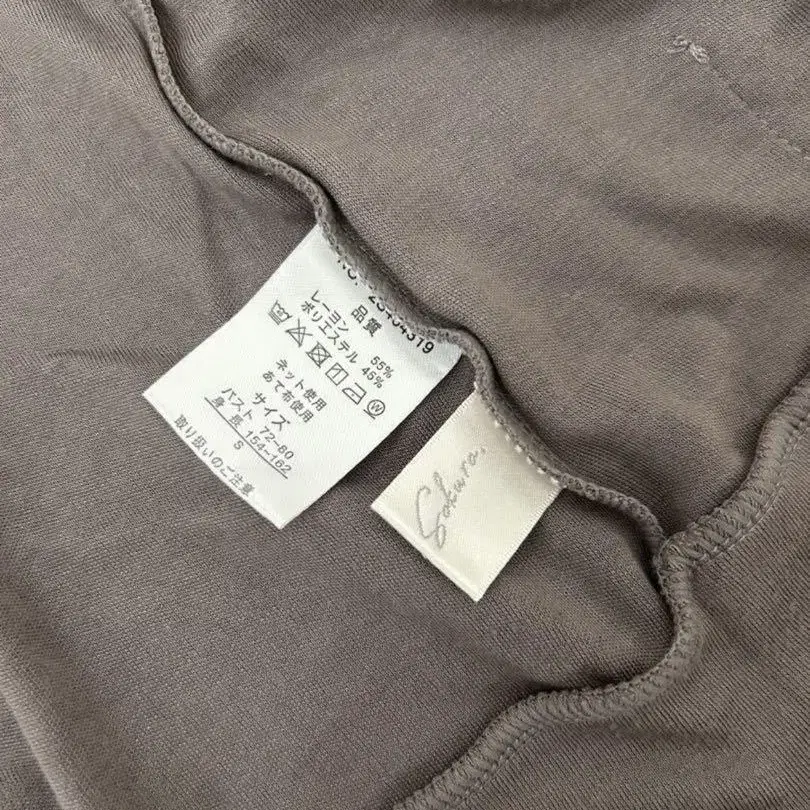 品質
レーヨン 55%
ポリエステル 45%
ネット使用
あて布使用
サイズ
バスト 72~80
身長 154~162
S
取り扱いのご注意
Sakura.